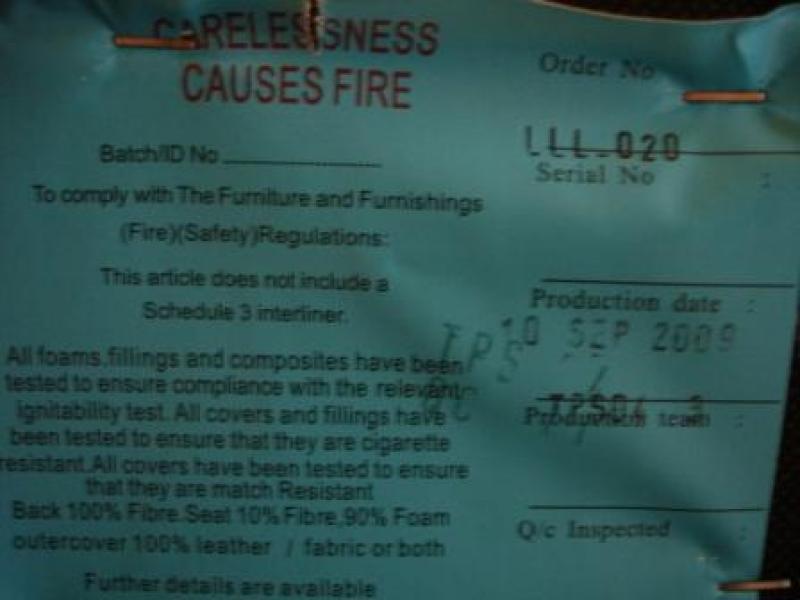 CARELESSNESS
CAUSES FIRE
Batch/ID No
To comply with The Furniture and Furnishings
(Fire)(Safety)Regulations:
This article does not include a
Schedule 3 interliner.
All foams.fillings and composites have been
tested to ensure compliance with the relevant
ignitability test. All covers and fillings have
been tested to ensure that they are cigarette
resistant.All covers have been tested to ensure
that they are match Resistant
Back 100% Fibre.Seat 10% Fibre,90% Foam
outercover 100% leather / fabric or both
Further details are available
Order No
LLL-020
Serial No :
Production date :
10 SEP 2009
Production team :
Q/c Inspected :